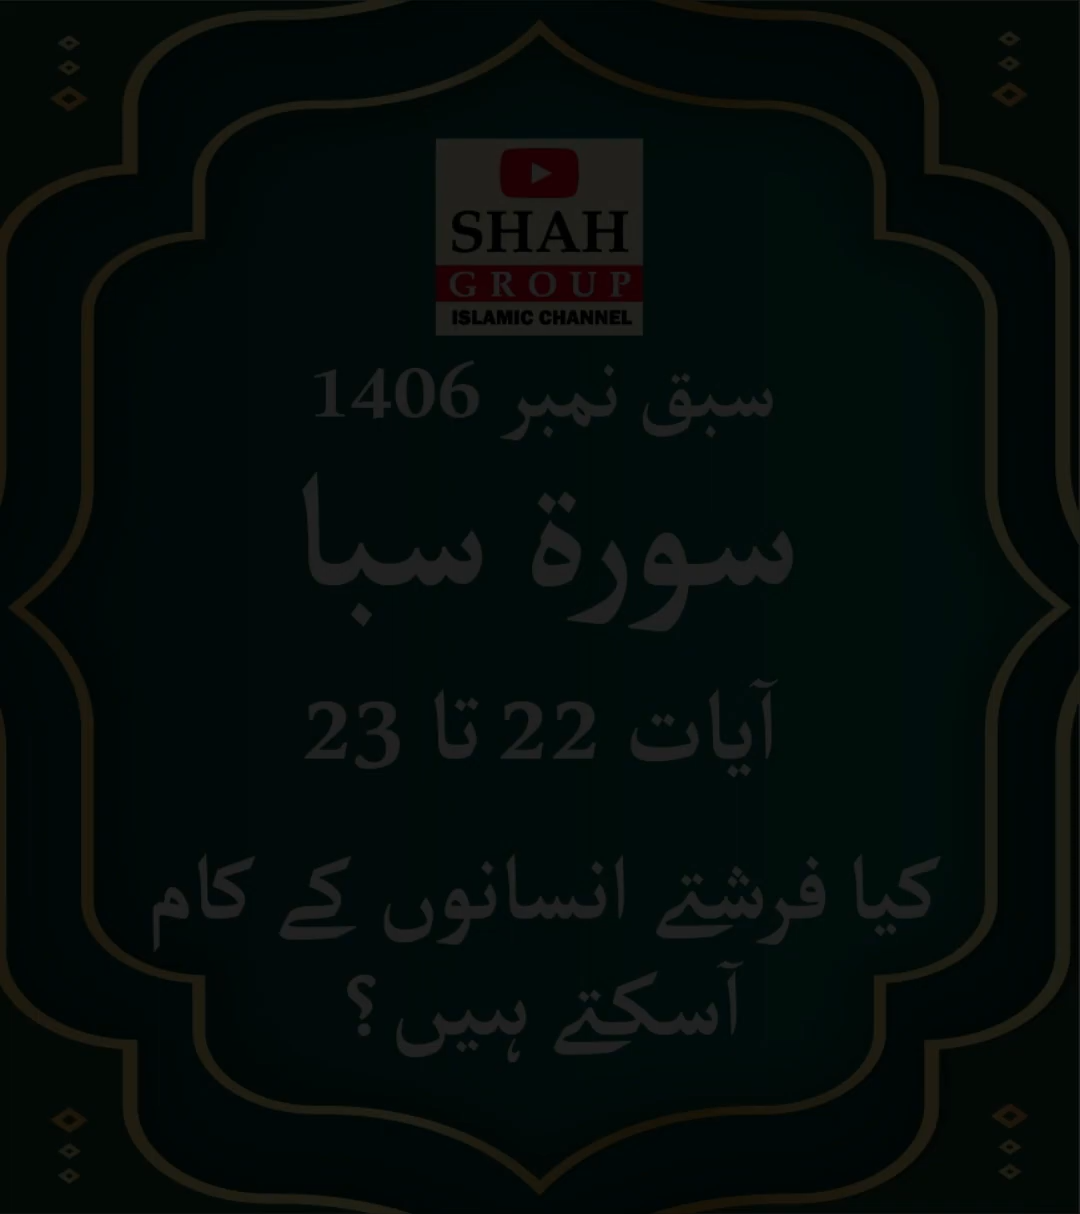 SHAH
GROUP
ISLAMIC CHANNEL
سبق نمبر 1406
سورۃ سبا
آیات 22 تا 23
کیا فرشتے انسانوں کے کام
آسکتے ہیں ؟